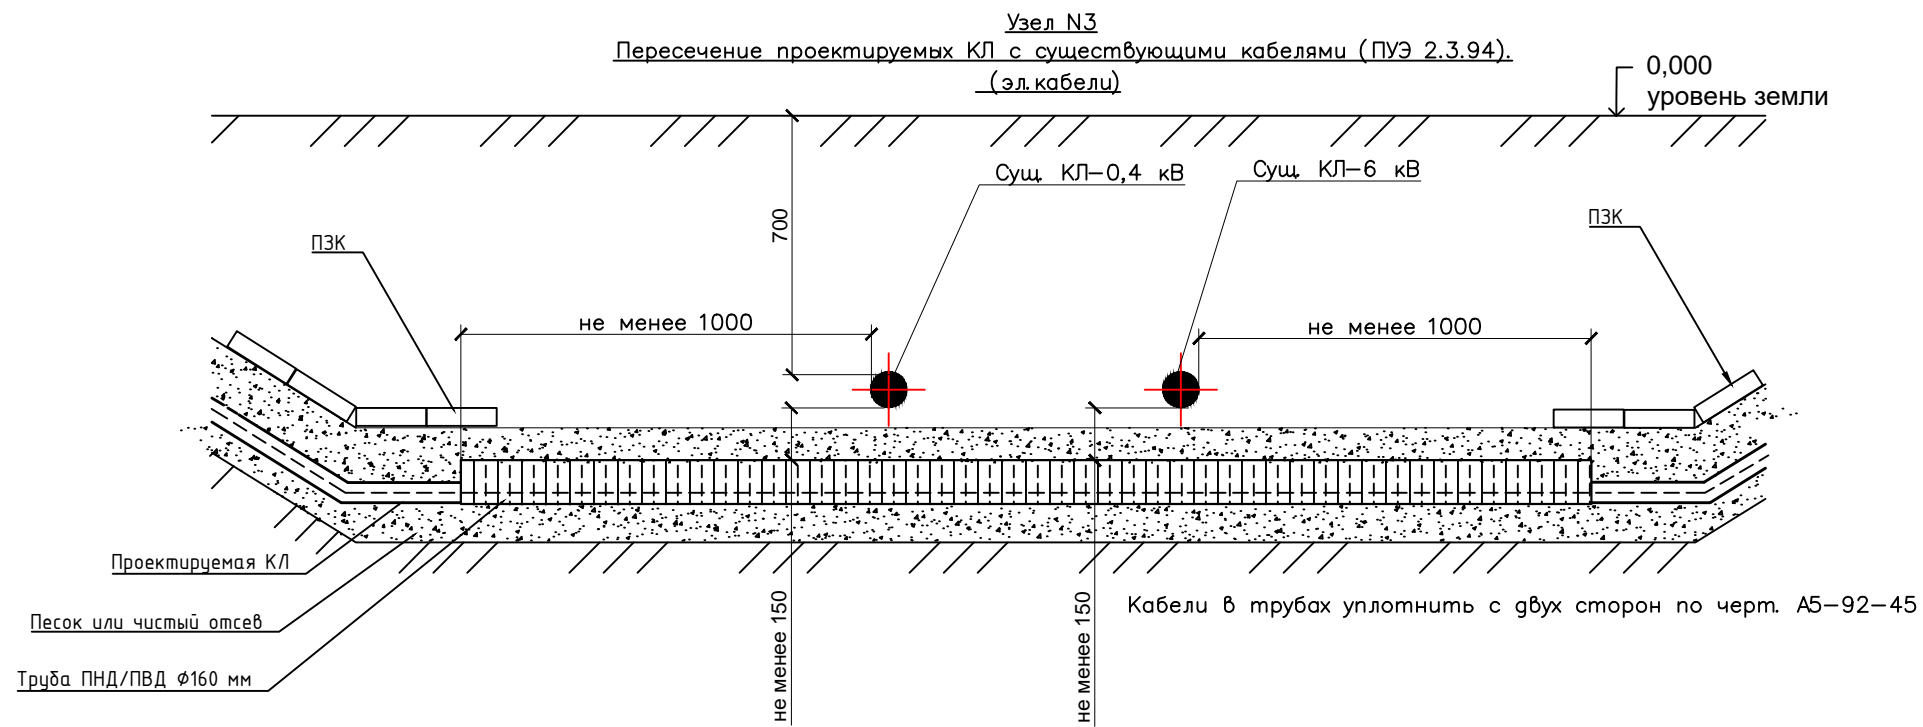 Узел N3
Пересечение проектируемых КЛ с существующими кабелями (ПУЭ 2.3.94).
(эл.кабели)
0,000
уровень земли
Сущ. КЛ-0,4 кВ
Сущ. КЛ-6 кВ
700
ПЗК
ПЗК
не менее 1000
не менее 1000
Проектируемая КЛ
Песок или чистый отсев
Труба ПНД/ПВД Ø160 мм
не менее 150
не менее 150
Кабели в трубах уплотнить с двух сторон по черт. А5-92-45